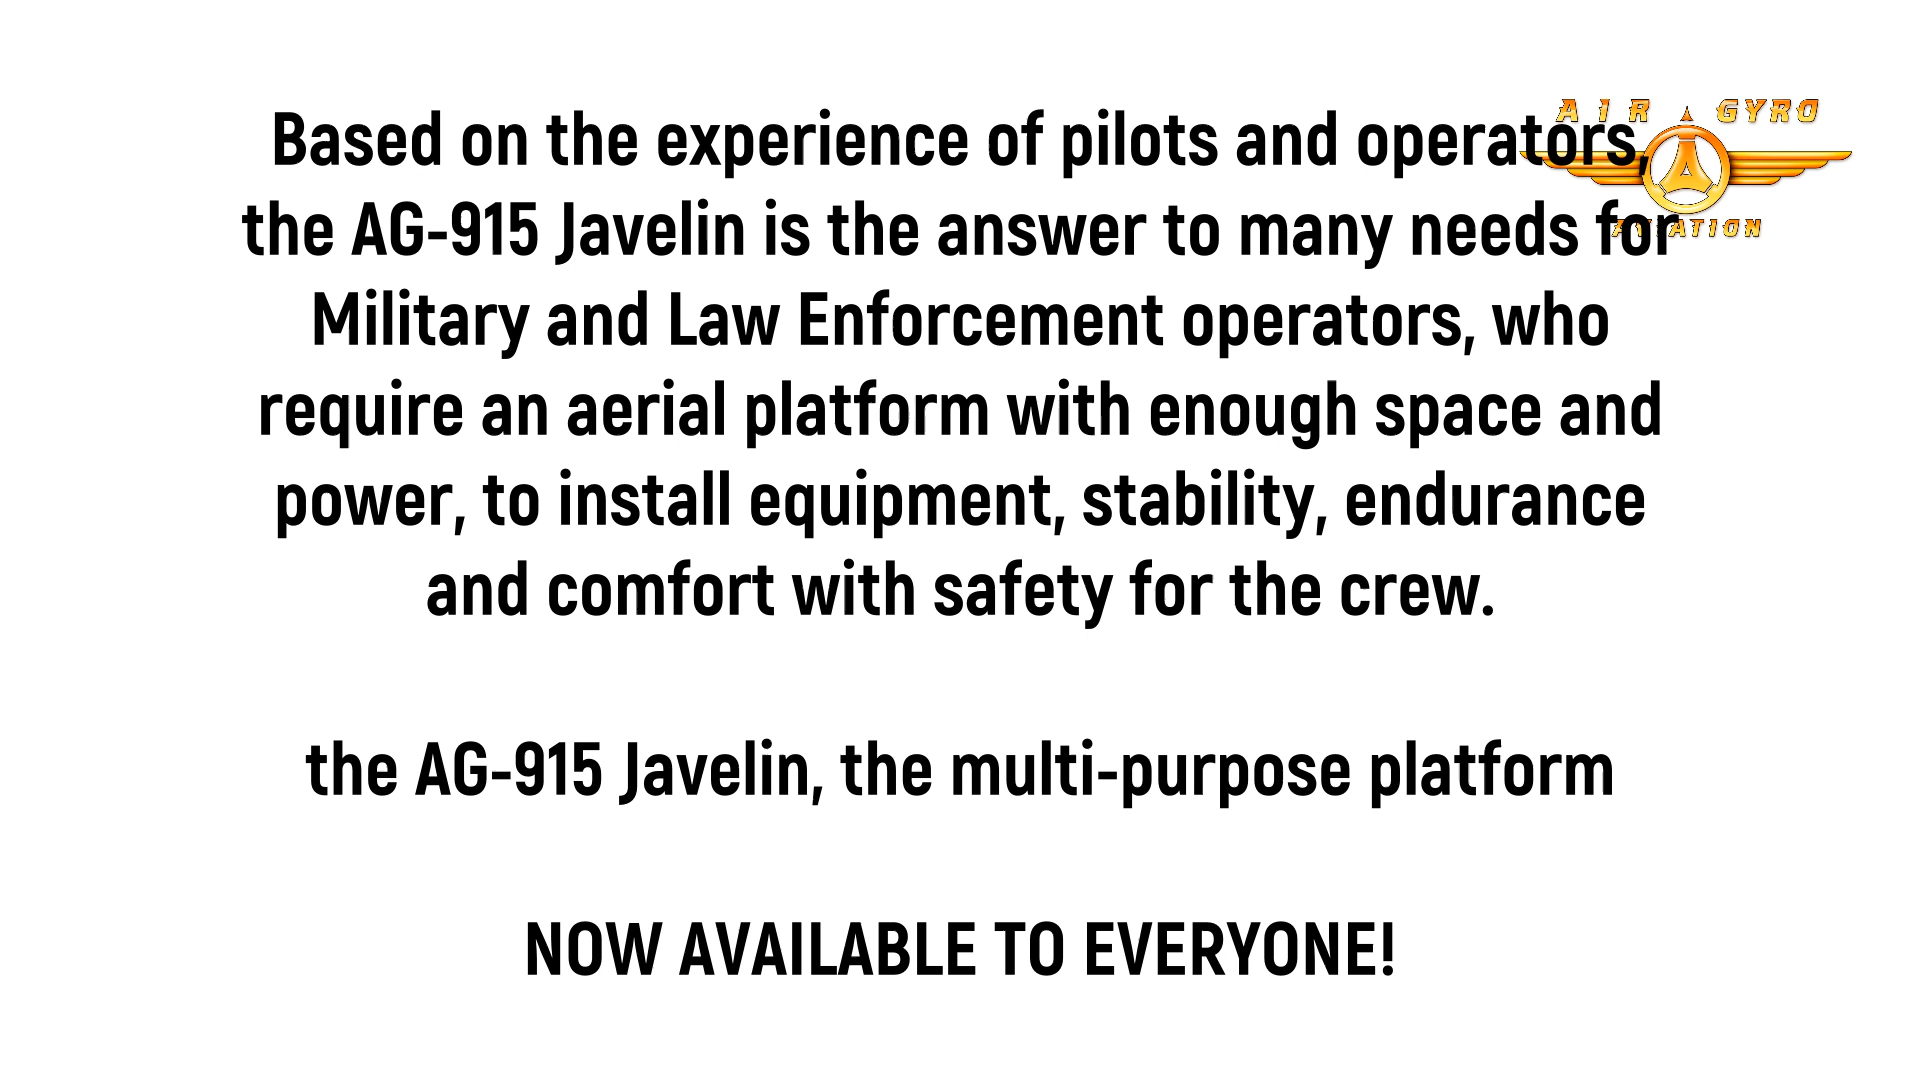 AIR GYRO
AVIATION
Based on the experience of pilots and operators,
the AG-915 Javelin is the answer to many needs for
Military and Law Enforcement operators, who
require an aerial platform with enough space and
power, to install equipment, stability, endurance
and comfort with safety for the crew.
the AG-915 Javelin, the multi-purpose platform
NOW AVAILABLE TO EVERYONE!